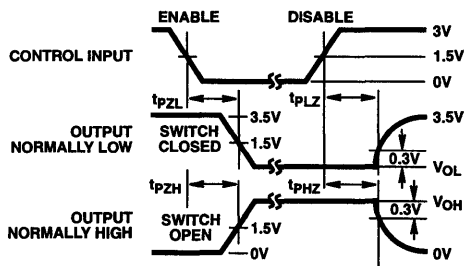 ENABLE DISABLE
CONTROL INPUT
3V
1.5V
0V
tPZL tPLZ
OUTPUT NORMALLY LOW
SWITCH CLOSED
3.5V
1.5V
3.5V
0.3V
VOL
tPZH tPHZ
OUTPUT NORMALLY HIGH
SWITCH OPEN
1.5V
0V
VOH
0.3V
0V